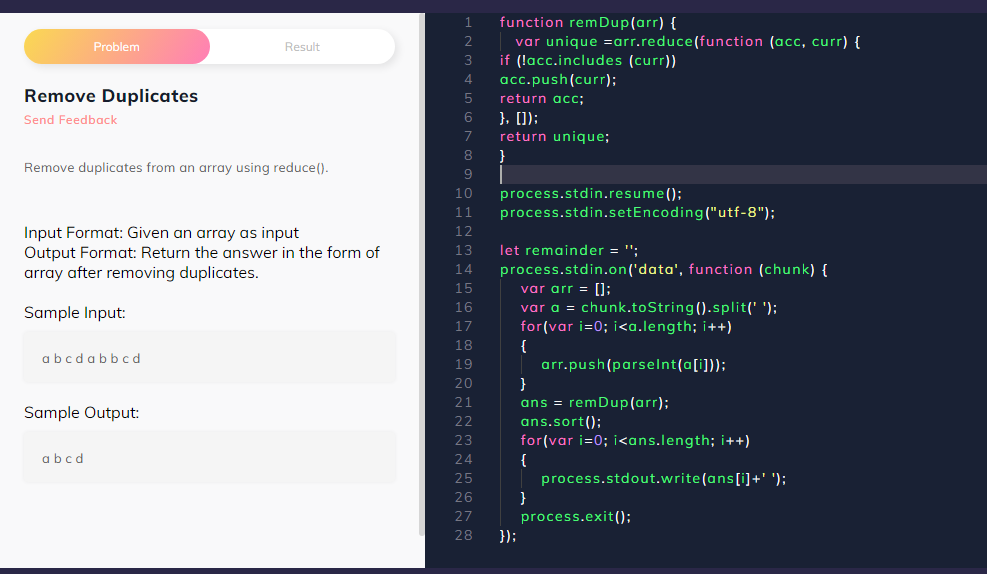 Problem
Result
Remove Duplicates
Send Feedback
Remove duplicates from an array using reduce().
Input Format: Given an array as input
Output Format: Return the answer in the form of
array after removing duplicates.
Sample Input:
a b c d a b b c d
Sample Output:
a b c d
1 function remDup(arr) {
2 var unique =arr.reduce(function (acc, curr) {
3 if (!acc.includes (curr))
4 acc.push(curr);
5 return acc;
6 }, []);
7 return unique;
8 }
9
10 process.stdin.resume();
11 process.stdin.setEncoding("utf-8");
12
13 let remainder = '';
14 process.stdin.on('data', function (chunk) {
15 var arr = [];
16 var a = chunk.toString().split(' ');
17 for(var i=0; i<a.length; i++)
18 {
19 arr.push(parseInt(a[i]));
20 }
21 ans = remDup(arr);
22 ans.sort();
23 for(var i=0; i<ans.length; i++)
24 {
25 process.stdout.write(ans[i]+' ');
26 }
27 process.exit();
28 });